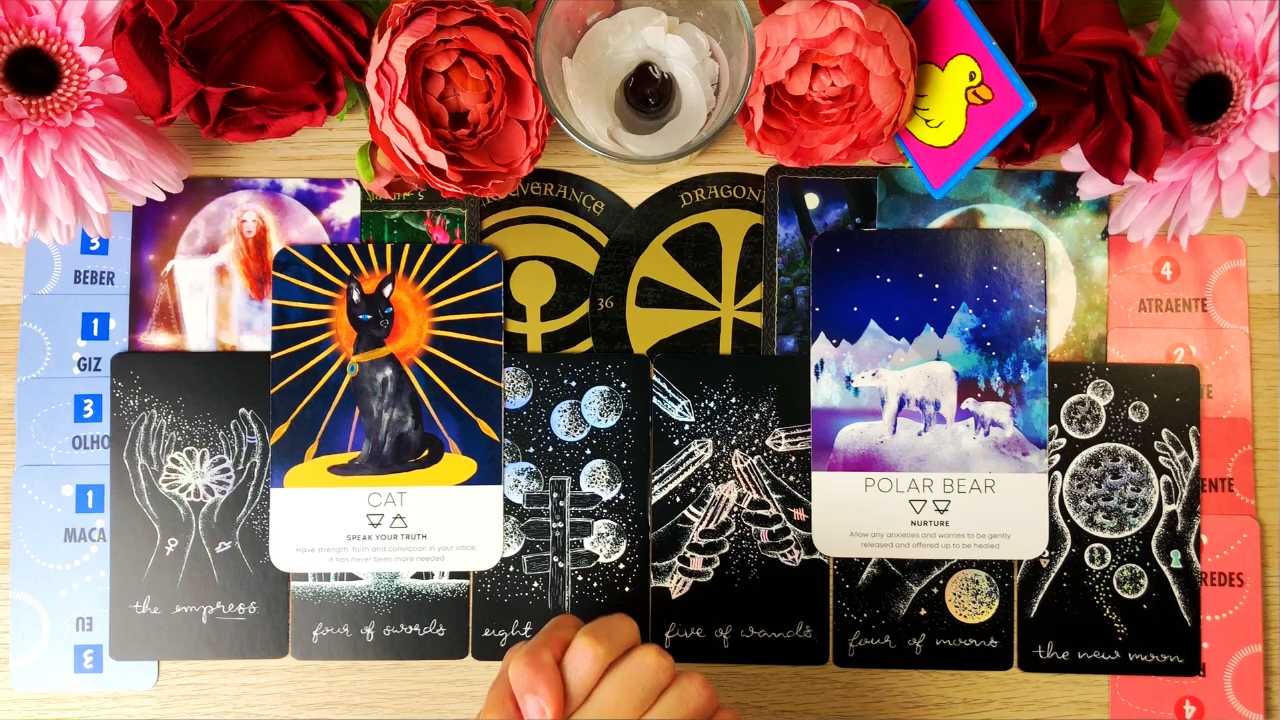 3
BEBER
1
GIZ
3
OLHO
1
MACA
EU
3
ERVERANCE
36
DRAGON
4
ATRAENTE
2
TE
ENTE
REDES
4
CAT
SPEAK YOUR TRUTH
Have strength, faith and conviction in your voice,
it has never been more needed
POLAR BEAR
NURTURE
Allow any anxieties and worries to be gently
released and offered up to be healed
the empress
four of swords
eight
five of wands
four of moons
the new moon